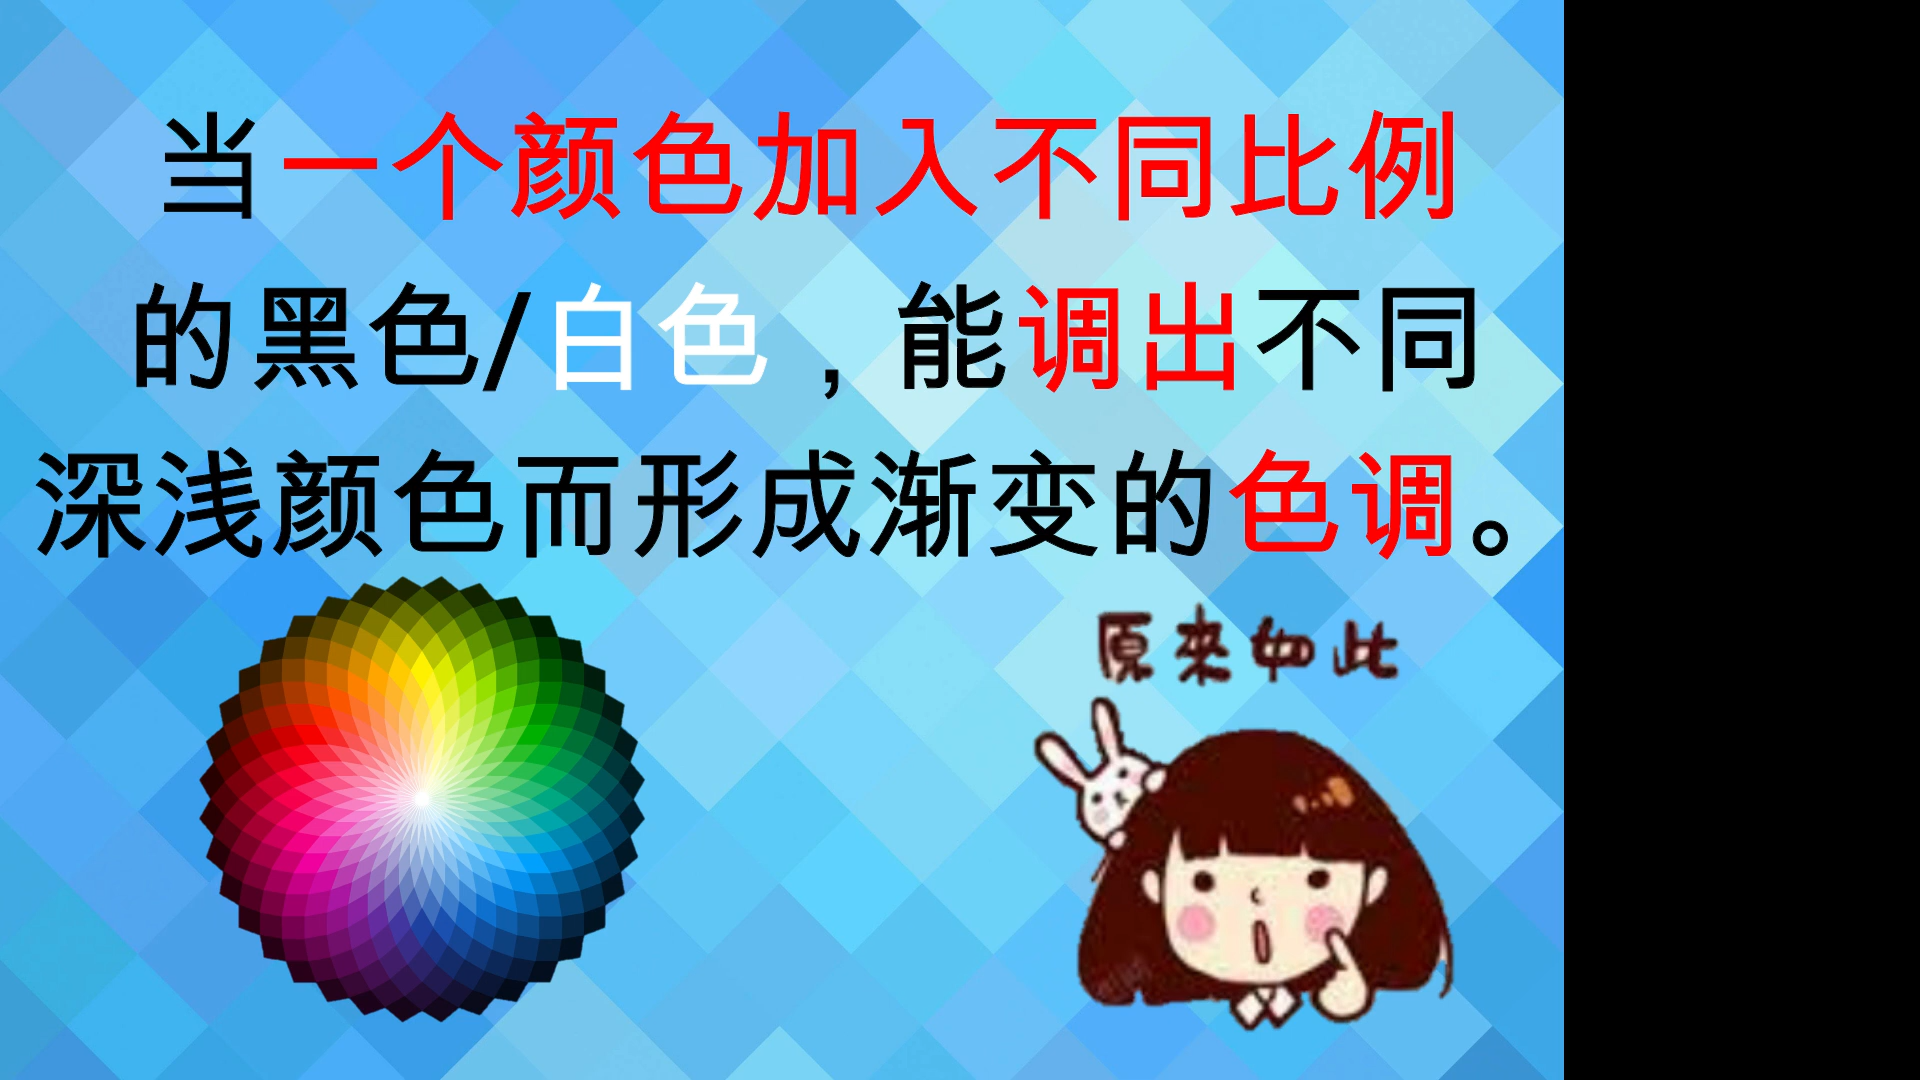 当一个颜色加入不同比例
的黑色/白色，能调出不同
深浅颜色而形成渐变的色调。
原來如此